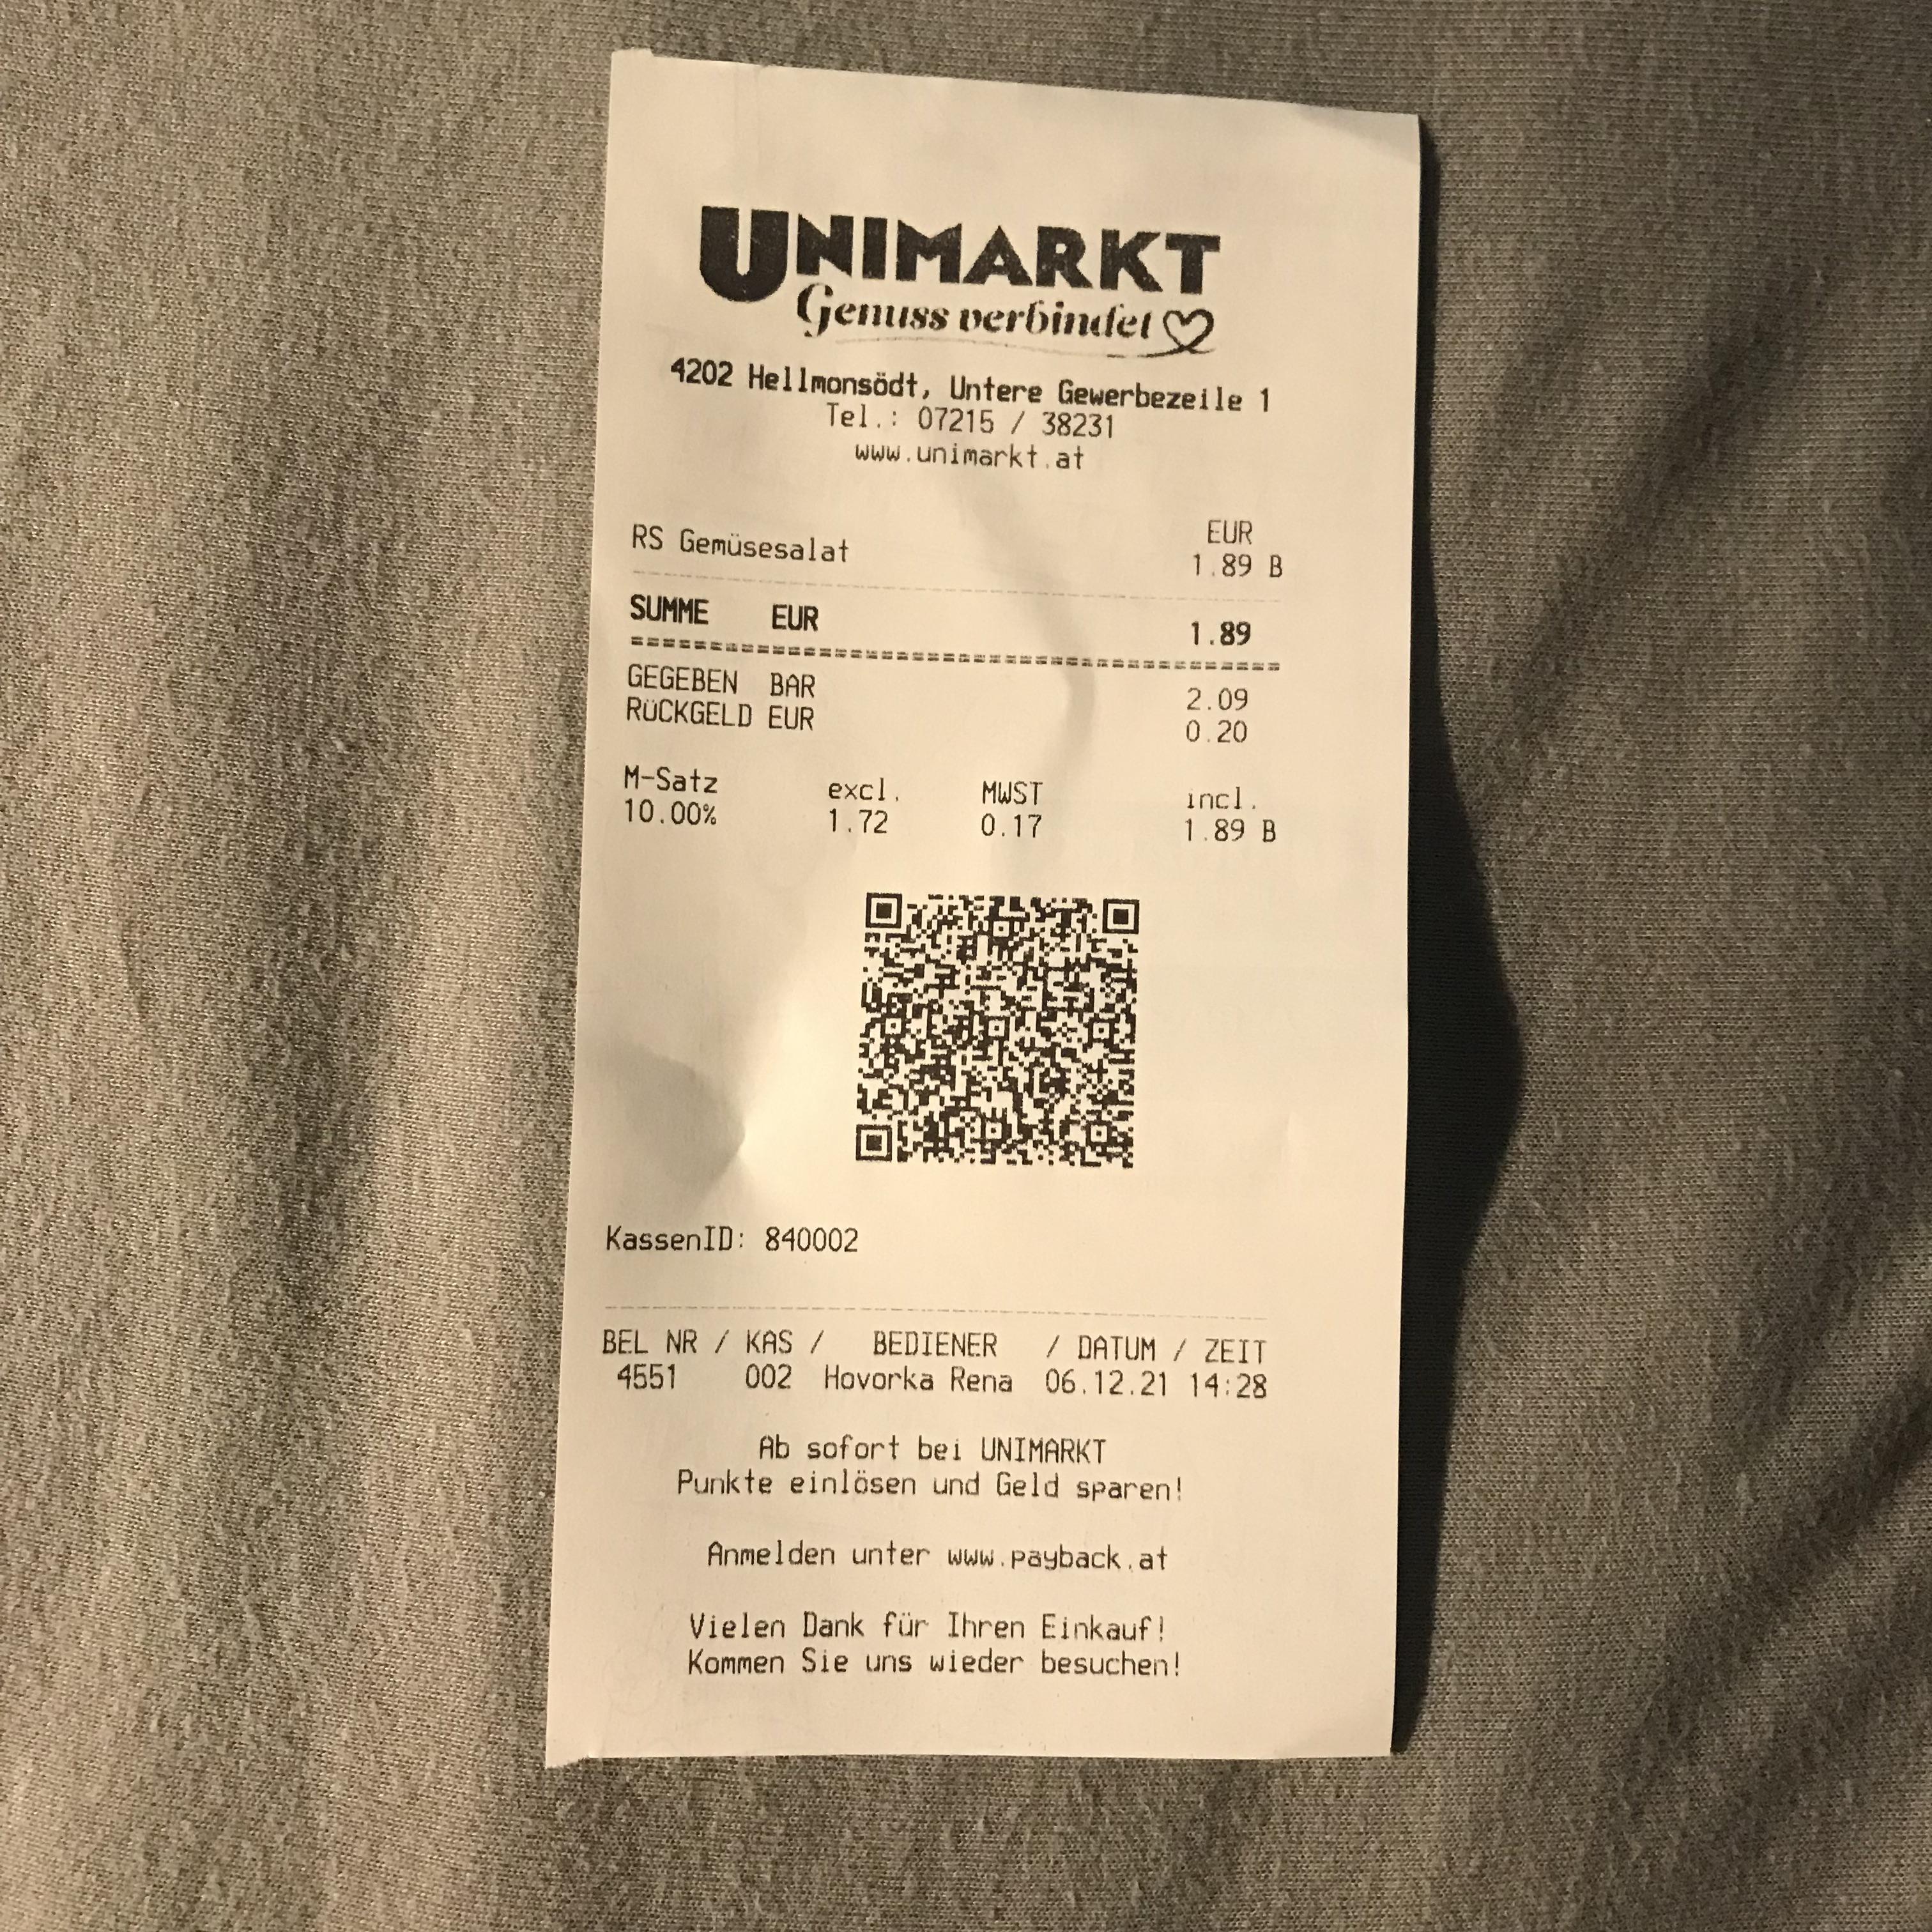 UNIMARKT
Genuss verbindet
4202 Hellmonsödt, Untere Gewerbezeile 1
Tel.: 07215 / 38231
www.unimarkt.at
EUR
RS Gemüsesalat 1.89 B
SUMME EUR 1.89
=========================================
GEGEBEN BAR 2.09
RÜCKGELD EUR 0.20
M-Satz excl. MWST incl.
10.00% 1.72 0.17 1.89 B
KassenID: 840002
BEL NR / KAS / BEDIENER / DATUM / ZEIT
4551 002 Hovorka Rena 06.12.21 14:28
Ab sofort bei UNIMARKT
Punkte einlösen und Geld sparen!
Anmelden unter www.payback.at
Vielen Dank für Ihren Einkauf!
Kommen Sie uns wieder besuchen!